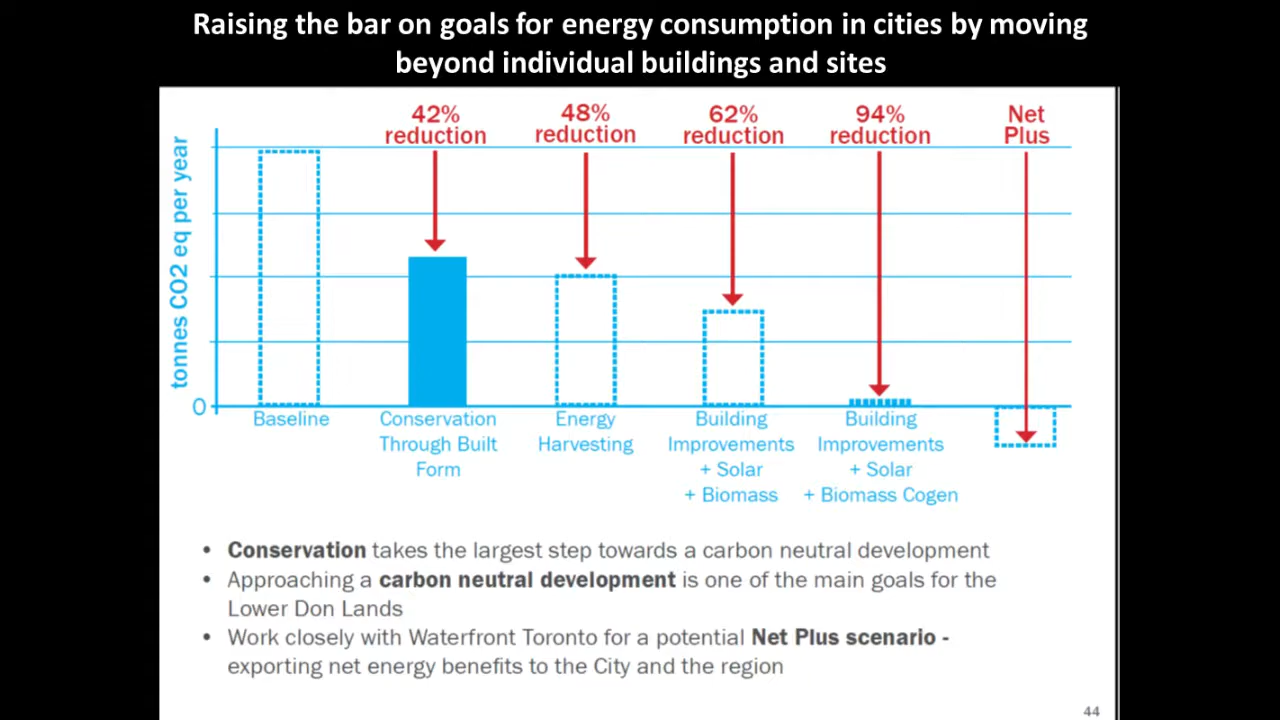 Raising the bar on goals for energy consumption in cities by moving
beyond individual buildings and sites
42%
reduction
48%
reduction
62%
reduction
94%
reduction
Net
Plus
tonnes CO2 eq per year
0
Baseline
Conservation
Through Built
Form
Energy
Harvesting
Building
Improvements
+ Solar
+ Biomass
Building
Improvements
+ Solar
+ Biomass Cogen
• Conservation takes the largest step towards a carbon neutral development
• Approaching a carbon neutral development is one of the main goals for the
Lower Don Lands
• Work closely with Waterfront Toronto for a potential Net Plus scenario -
exporting net energy benefits to the City and the region
44